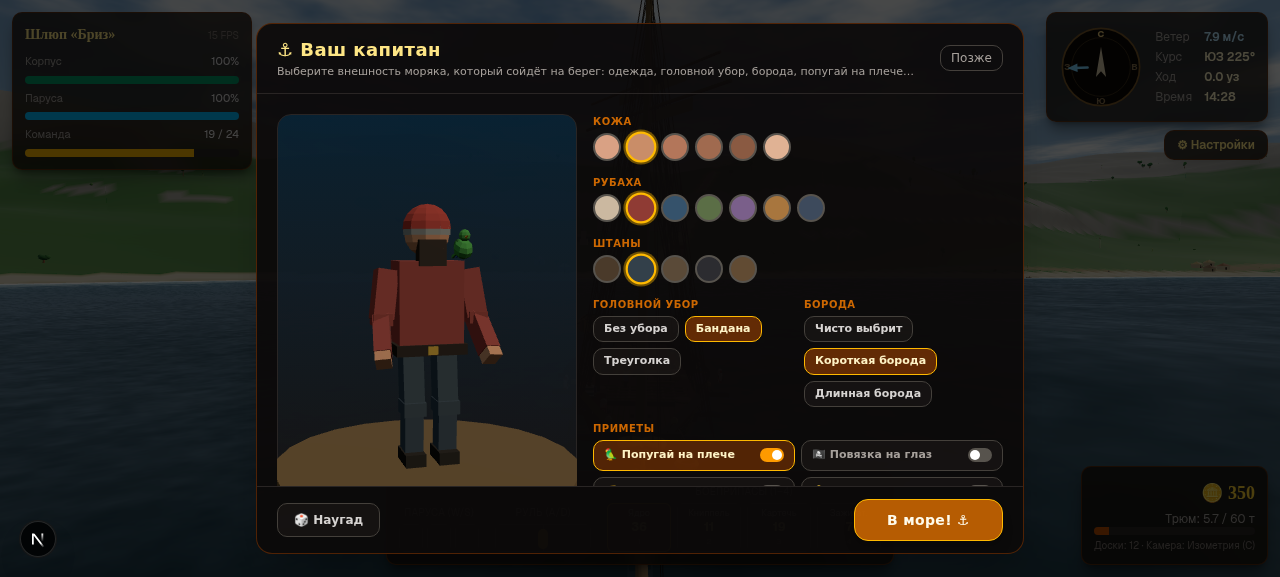 Шлюп «Бриз»
15 FPS
Корпус 100%
Паруса 100%
Команда 19 / 24
⚓ Ваш капитан
Выберите внешность моряка, который сойдёт на берег: одежда, головной убор, борода, попугай на плече…
Позже
КОЖА
РУБАХА
ШТАНЫ
ГОЛОВНОЙ УБОР
Без убора Бандана
Треуголка
БОРОДА
Чисто выбрит
Короткая борода
Длинная борода
ПРИМЕТЫ
🦜 Попугай на плече
🏴‍☠️ Повязка на глаз
🎲 Наугад
В море! ⚓
С
В
Ю
З
Ветер 7.9 м/с
Курс ЮЗ 225°
Ход 0.0 уз
Время 14:28
⚙ Настройки
🪙 350
Трюм: 5.7 / 60 т
Доски: 12 · Камера: Изометрия (C)
N